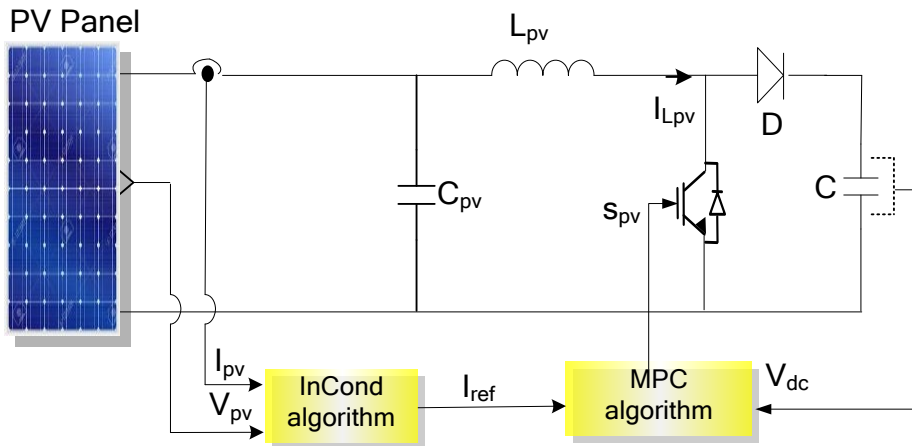 PV Panel
Lpv
ILpv
D
Cpv
spv
C
Ipv
Vpv
InCond
algorithm
Iref
MPC
algorithm
Vdc